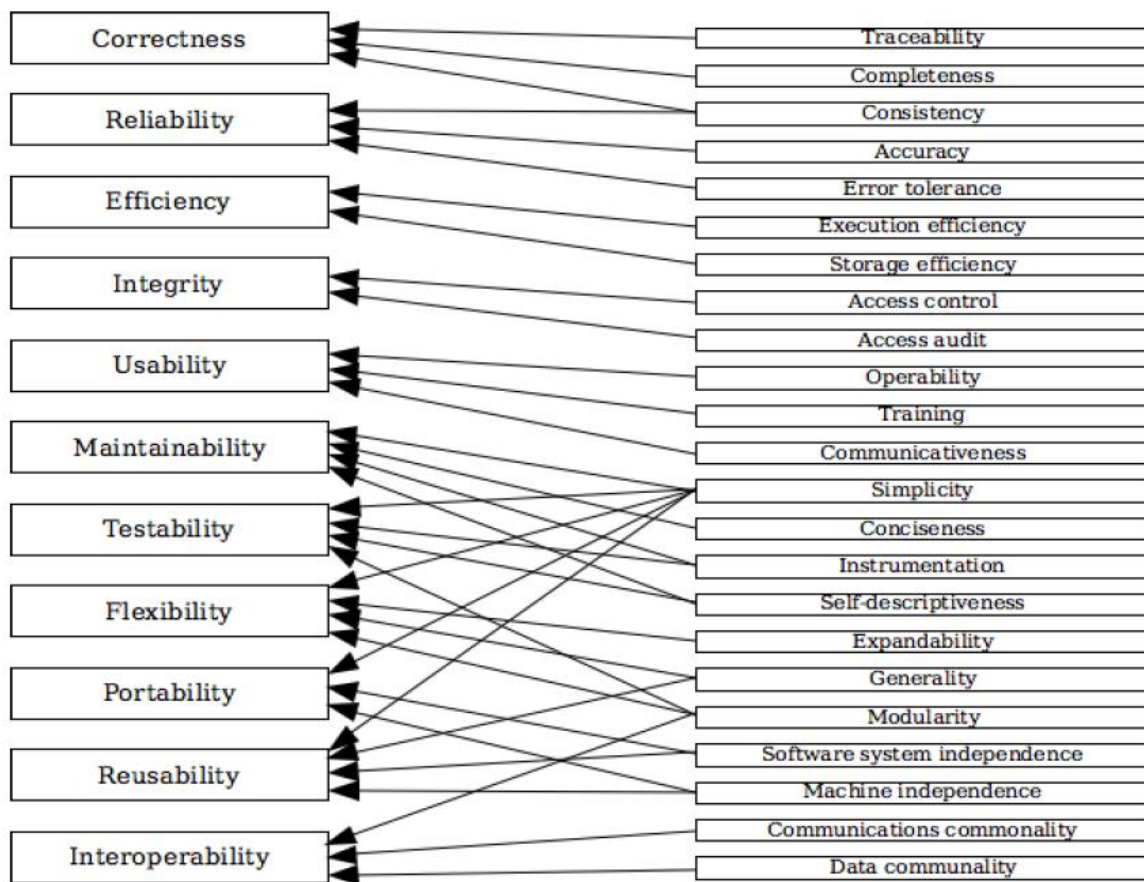 Correctness
Reliability
Efficiency
Integrity
Usability
Maintainability
Testability
Flexibility
Portability
Reusability
Interoperability
Traceability
Completeness
Consistency
Accuracy
Error tolerance
Execution efficiency
Storage efficiency
Access control
Access audit
Operability
Training
Communicativeness
Simplicity
Conciseness
Instrumentation
Self-descriptiveness
Expandability
Generality
Modularity
Software system independence
Machine independence
Communications commonality
Data communality